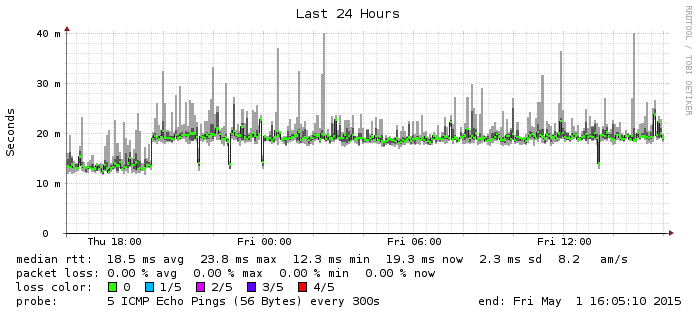 Last 24 Hours
RRDTOOL / TOBI OETIKER
Seconds
40 m
30 m
20 m
10 m
0
Thu 18:00 Fri 00:00 Fri 06:00 Fri 12:00
median rtt: 18.5 ms avg 23.8 ms max 12.3 ms min 19.3 ms now 2.3 ms sd 8.2 am/s
packet loss: 0.00 % avg 0.00 % max 0.00 % min 0.00 % now
loss color: 0 1/5 2/5 3/5 4/5
probe: 5 ICMP Echo Pings (56 Bytes) every 300s end: Fri May 1 16:05:10 2015